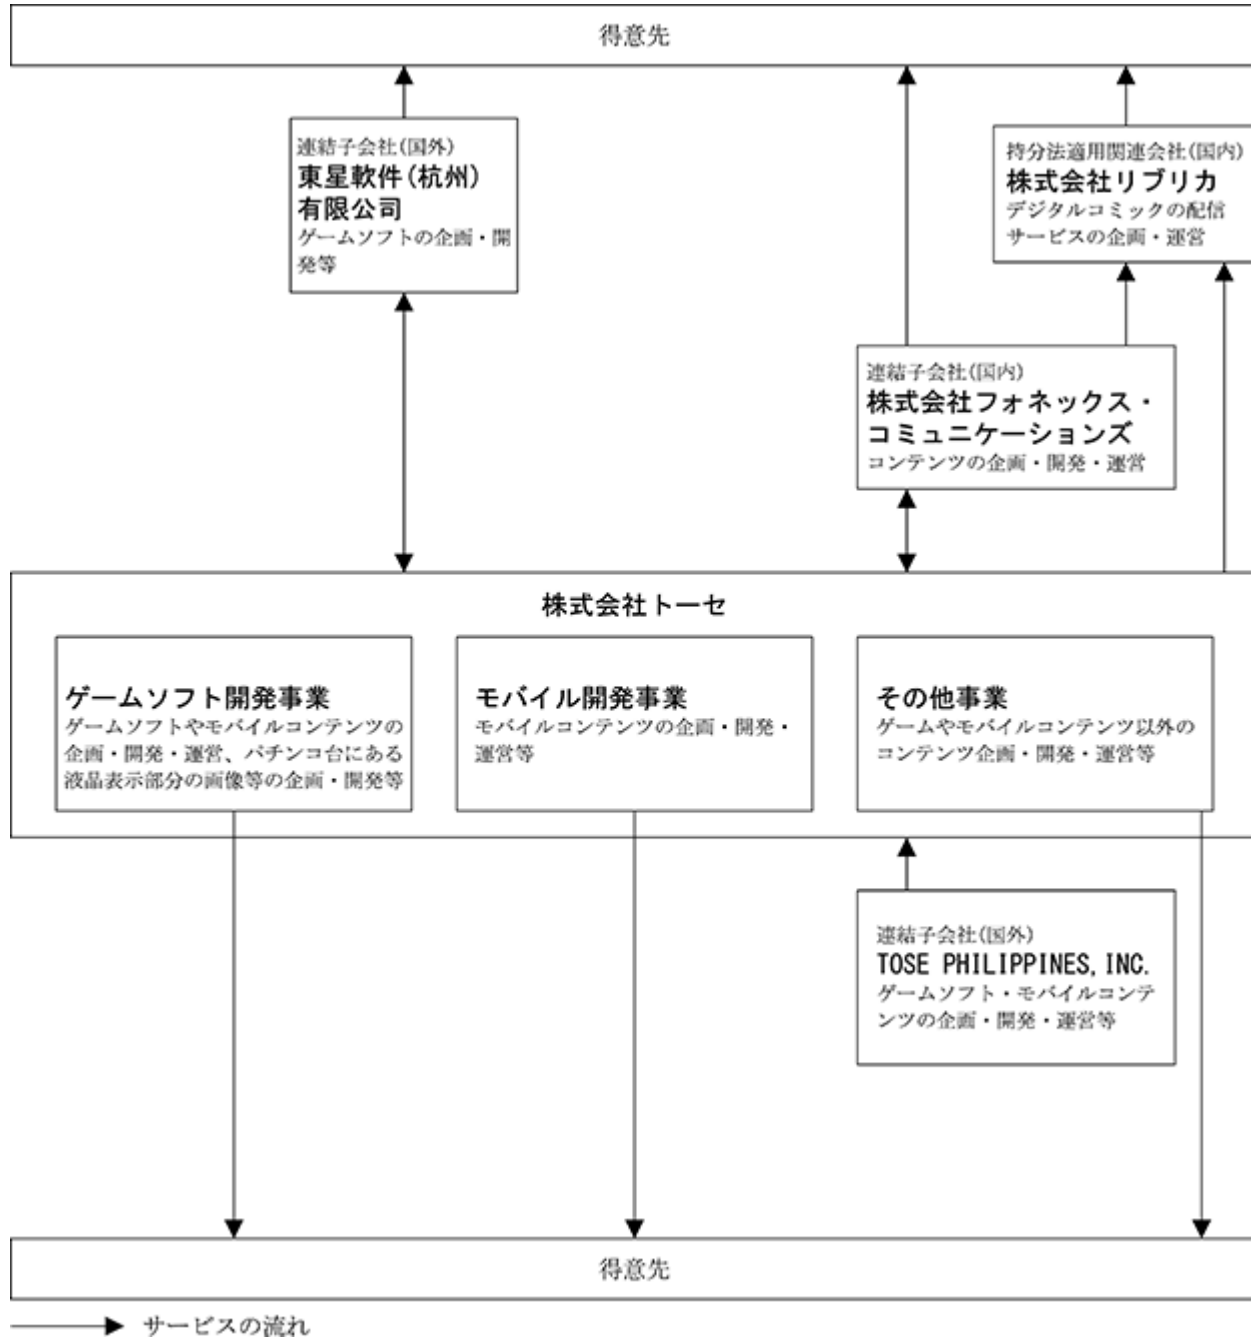 得意先
連結子会社(国外)
東星軟件(杭州)
有限公司
ゲームソフトの企画・開
発等
持分法適用関連会社(国内)
株式会社リブリカ
デジタルコミックの配信
サービスの企画・運営
連結子会社(国内)
株式会社フォネックス・
コミュニケーションズ
コンテンツの企画・開発・運営
株式会社トーセ
ゲームソフト開発事業
ゲームソフトやモバイルコンテンツの
企画・開発・運営、パチンコ台にある
液晶表示部分の画像等の企画・開発等
モバイル開発事業
モバイルコンテンツの企画・開発・
運営等
その他事業
ゲームやモバイルコンテンツ以外の
コンテンツ企画・開発・運営等
連結子会社(国外)
TOSE PHILIPPINES, INC.
ゲームソフト・モバイルコンテ
ンツの企画・開発・運営等
得意先
サービスの流れ